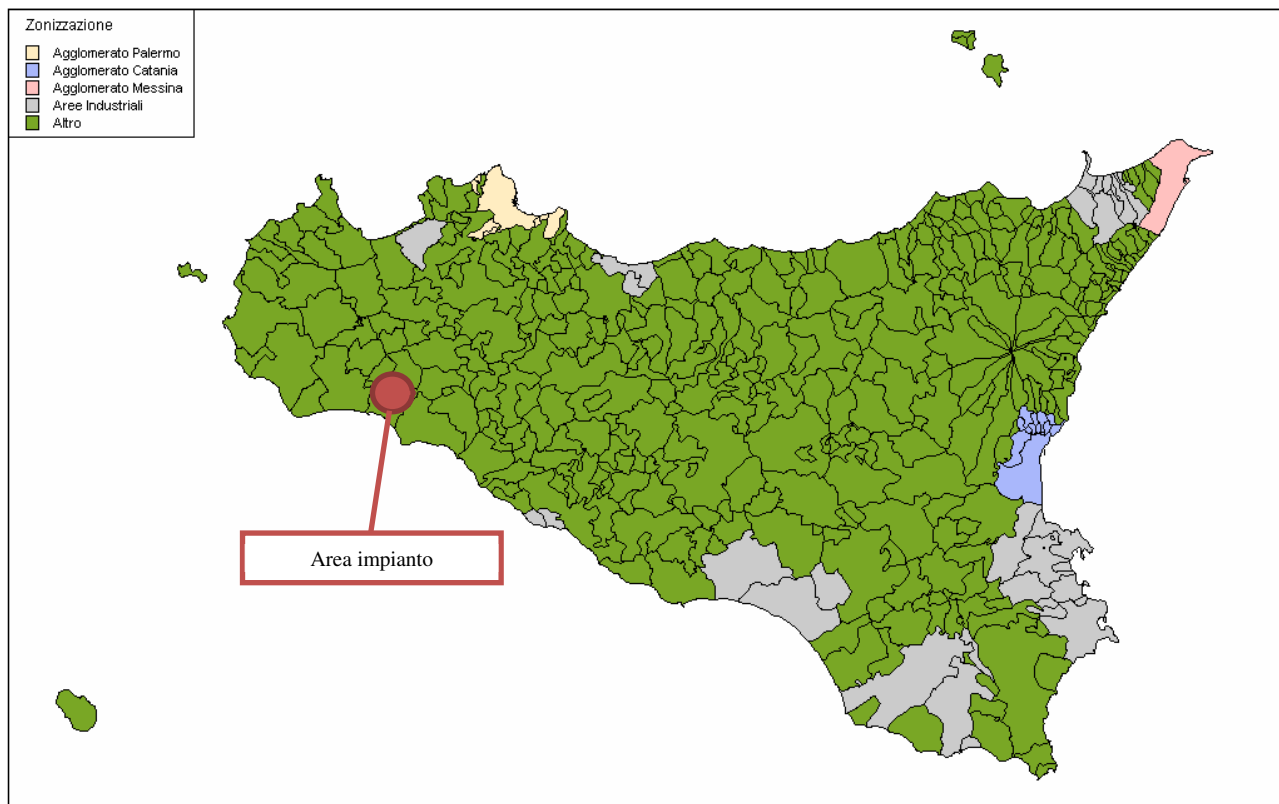 Zonizzazione
Agglomerato Palermo
Agglomerato Catania
Agglomerato Messina
Aree Industriali
Altro
Area impianto